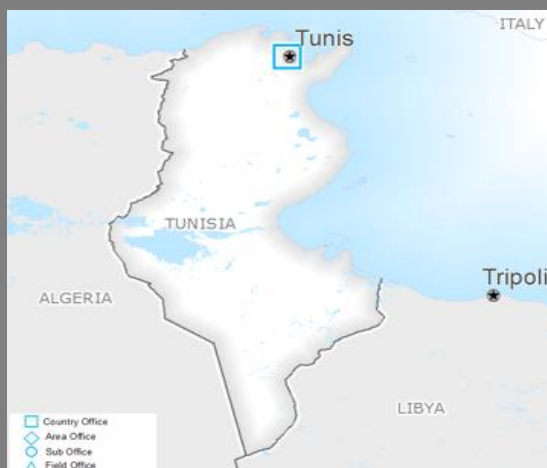 ITALY
Tunis
TUNISIA
Tripoli
ALGERIA
LIBYA
Country Office
Area Office
Sub Office
Field Office